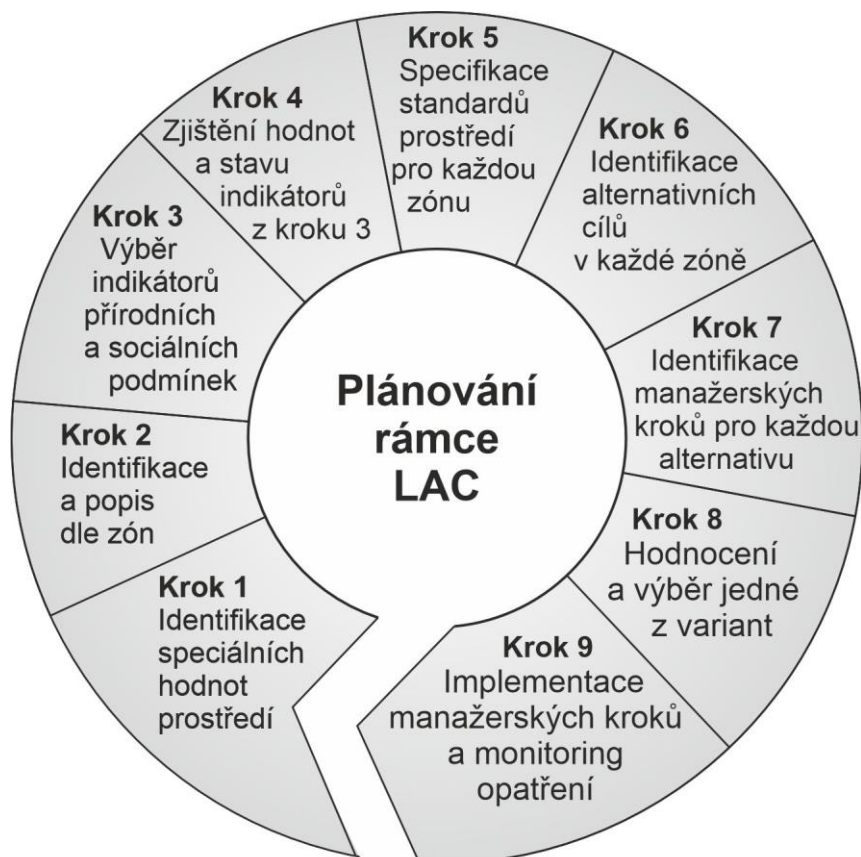 Plánování
rámce
LAC
Krok 1
Identifikace
speciálních
hodnot
prostředí
Krok 2
Identifikace
a popis
dle zón
Krok 3
Výběr
indikátorů
přírodních
a sociálních
podmínek
Krok 4
Zjištění hodnot
a stavu
indikátorů
z kroku 3
Krok 5
Specifikace
standardů
prostředí
pro každou
zónu
Krok 6
Identifikace
alternativních
cílů
v každé zóně
Krok 7
Identifikace
manažerských
kroků pro každou
alternativu
Krok 8
Hodnocení
a výběr jedné
z variant
Krok 9
Implementace
manažerských kroků
a monitoring
opatření